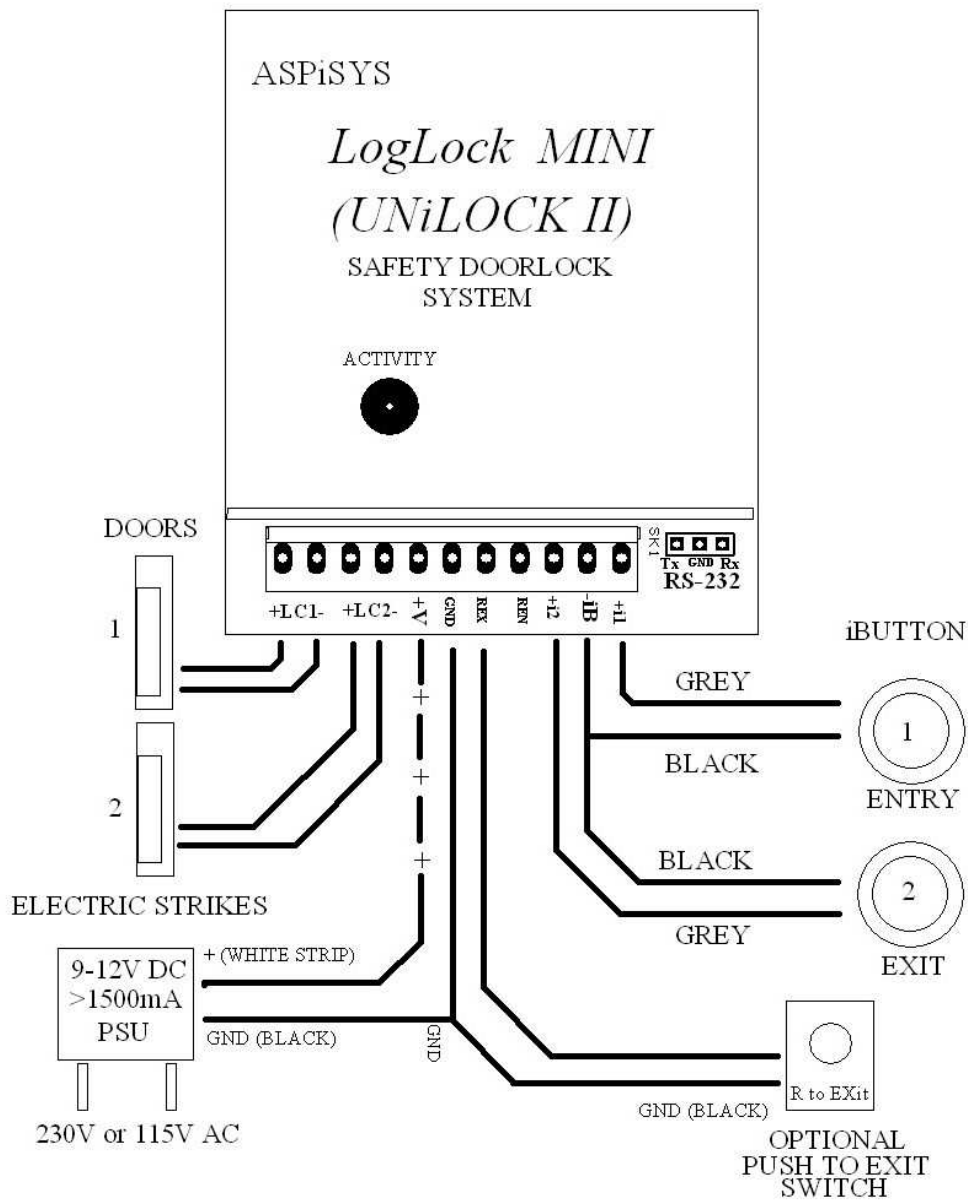 ASPiSYS
LogLock MINI
(UNiLOCK II)
SAFETY DOORLOCK
SYSTEM
ACTIVITY
DOORS
SK1
Tx GND Rx
RS-232
+LC1- +LC2- +V GND REX REN +i2 -iB +i1
1
iBUTTON
GREY
1
BLACK
ENTRY
+
+
+
2
BLACK
2
GREY
EXIT
ELECTRIC STRIKES
+ (WHITE STRIP)
9-12V DC
>1500mA
PSU
GND (BLACK)
GND
R to EXit
GND (BLACK)
230V or 115V AC
OPTIONAL
PUSH TO EXIT
SWITCH